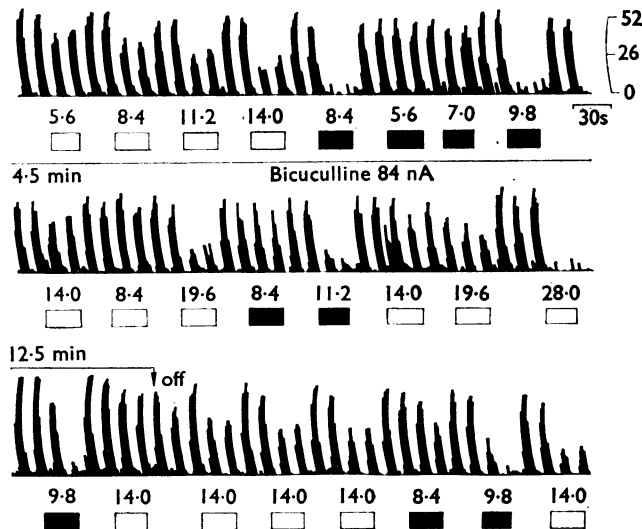 52
26
0
5·6 8·4 11·2 14·0 8·4 5·6 7·0 9·8 30s
4·5 min Bicuculline 84 nA
14·0 8·4 19·6 8·4 11·2 14·0 19·6 28·0
12·5 min
off
9·8 14·0 14·0 14·0 14·0 8·4 9·8 14·0